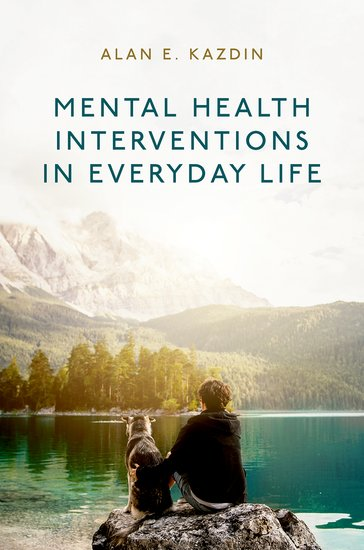 ALAN E. KAZDIN
MENTAL HEALTH
INTERVENTIONS
IN EVERYDAY LIFE